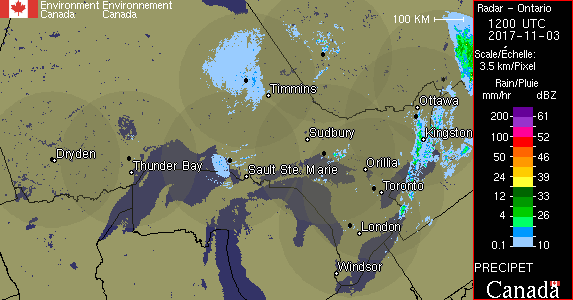 Environment Environnement
Canada Canada
100 KM
Timmins
Ottawa
Sudbury
Kingston
Dryden
Thunder Bay
Sault Ste. Marie
Orillia
Toronto
London
Windsor
Radar - Ontario
1200 UTC
2017-11-03
Scale/Échelle:
3.5 km/Pixel
Rain/Pluie
mm/hr dBZ
200 61
100 52
50 46
24 39
12 33
4 26
0.1 10
PRECIPET
Canada